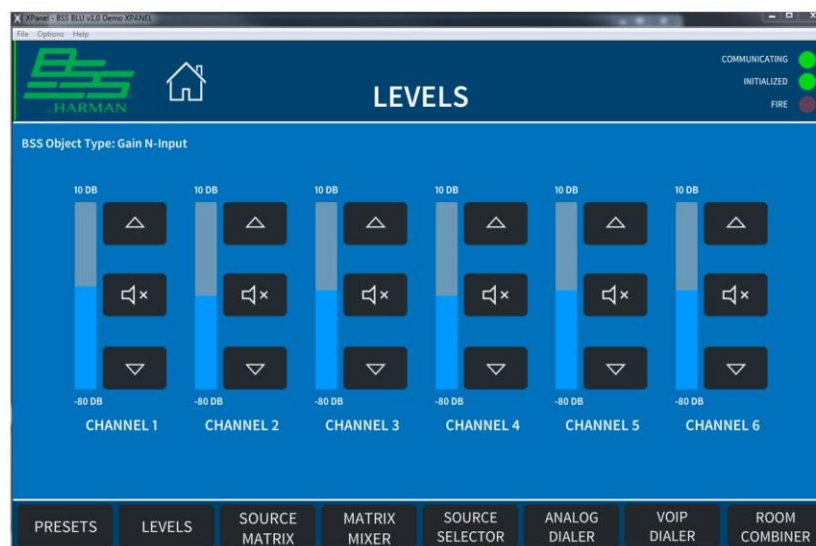 XPanel - BSS BLU v1.0 Demo XPANEL
File Options Help
BSS
by HARMAN
LEVELS
COMMUNICATING
INITIALIZED
FIRE
BSS Object Type: Gain N-Input
10 DB 10 DB 10 DB 10 DB 10 DB 10 DB
-80 DB -80 DB -80 DB -80 DB -80 DB -80 DB
CHANNEL 1 CHANNEL 2 CHANNEL 3 CHANNEL 4 CHANNEL 5 CHANNEL 6
PRESETS
LEVELS
SOURCE
MATRIX
MATRIX
MIXER
SOURCE
SELECTOR
ANALOG
DIALER
VOIP
DIALER
ROOM
COMBINER